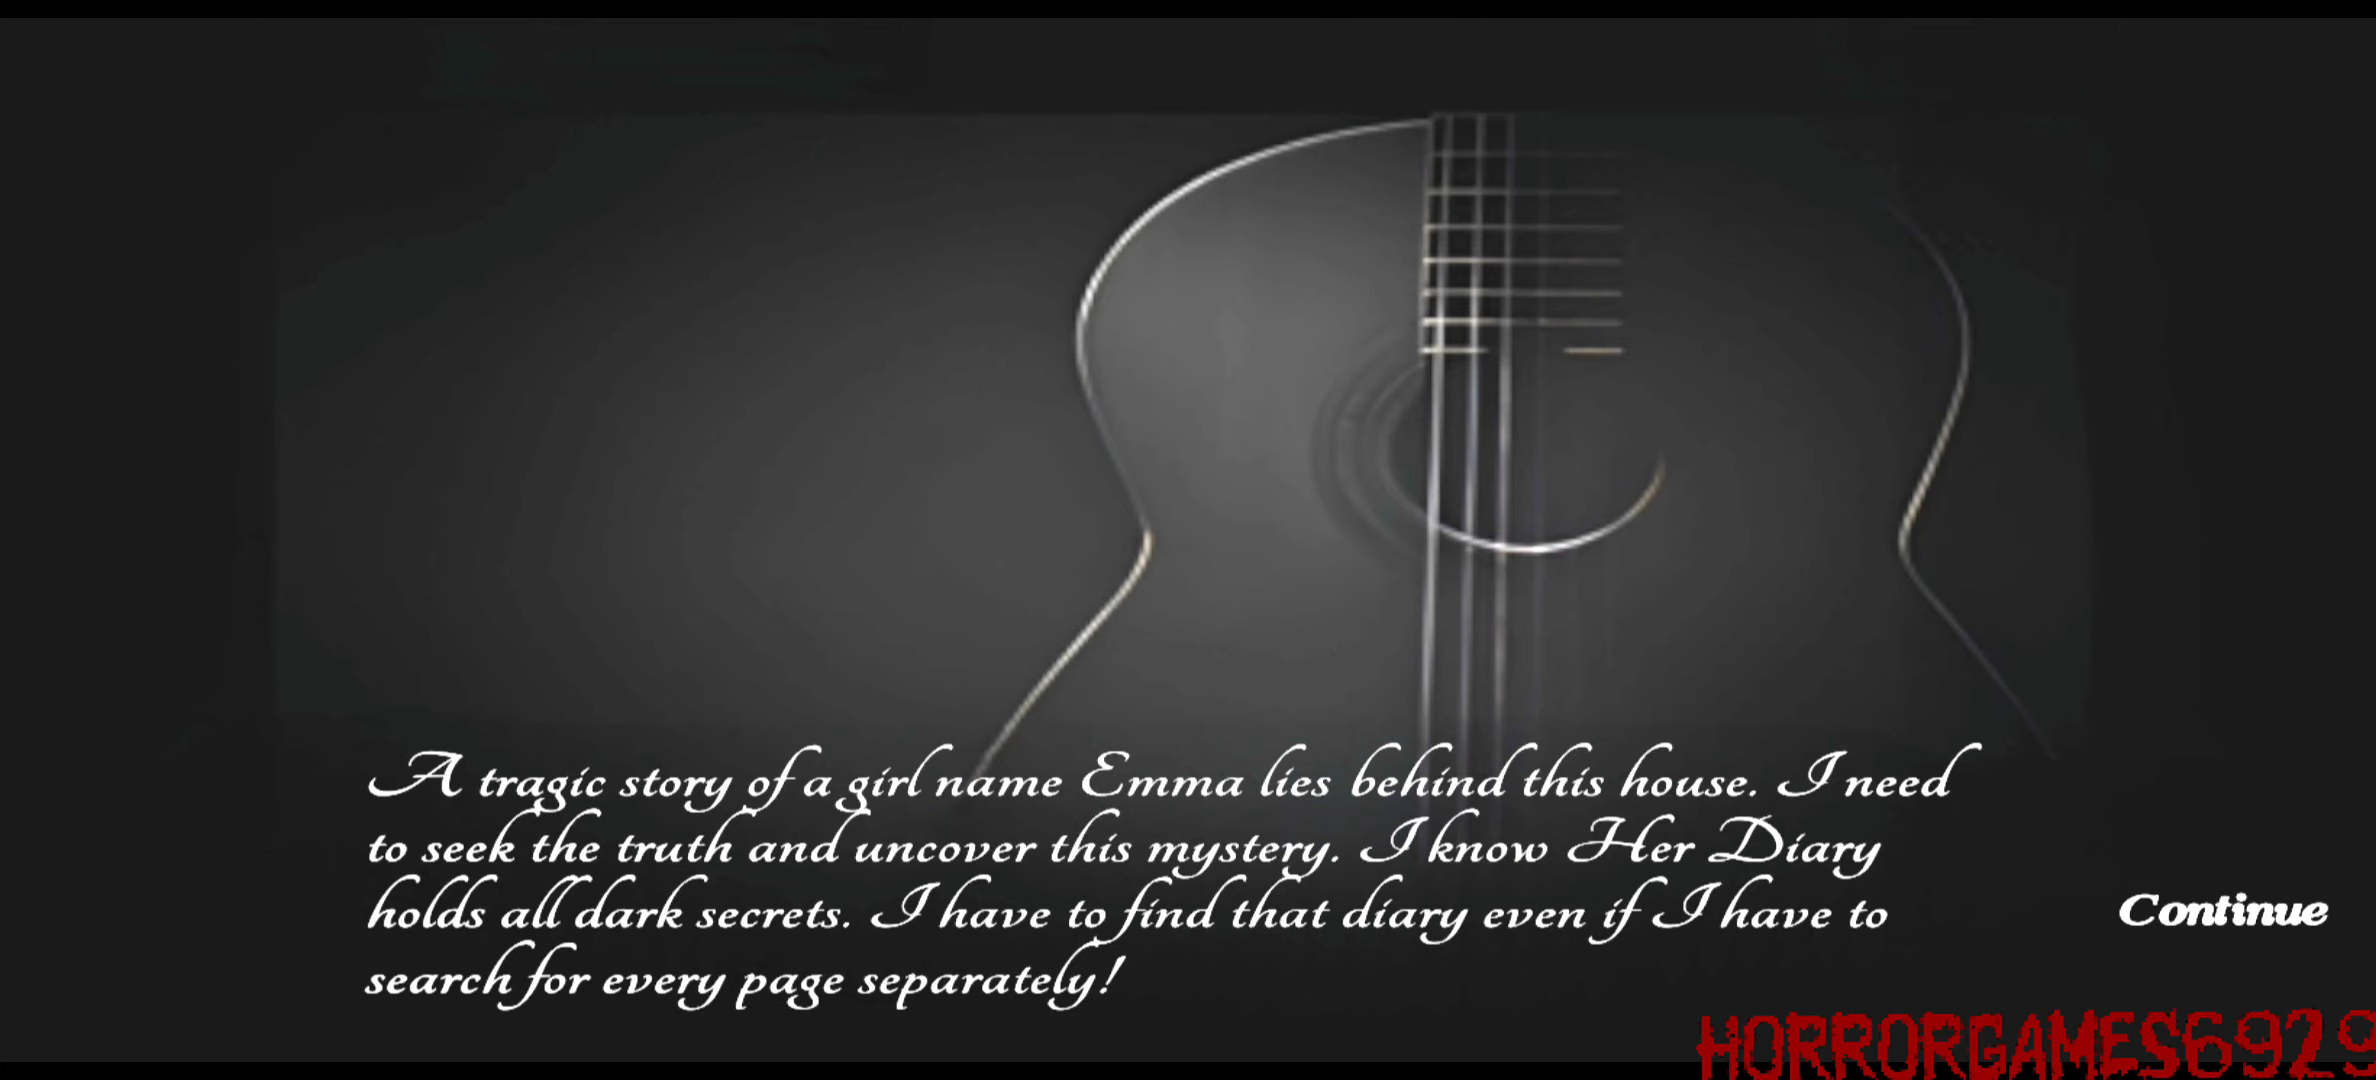 A tragic story of a girl name Emma lies behind this house. I need
to seek the truth and uncover this mystery. I know Her Diary
holds all dark secrets. I have to find that diary even if I have to
search for every page separately!
Continue
HORRORGAMES6929